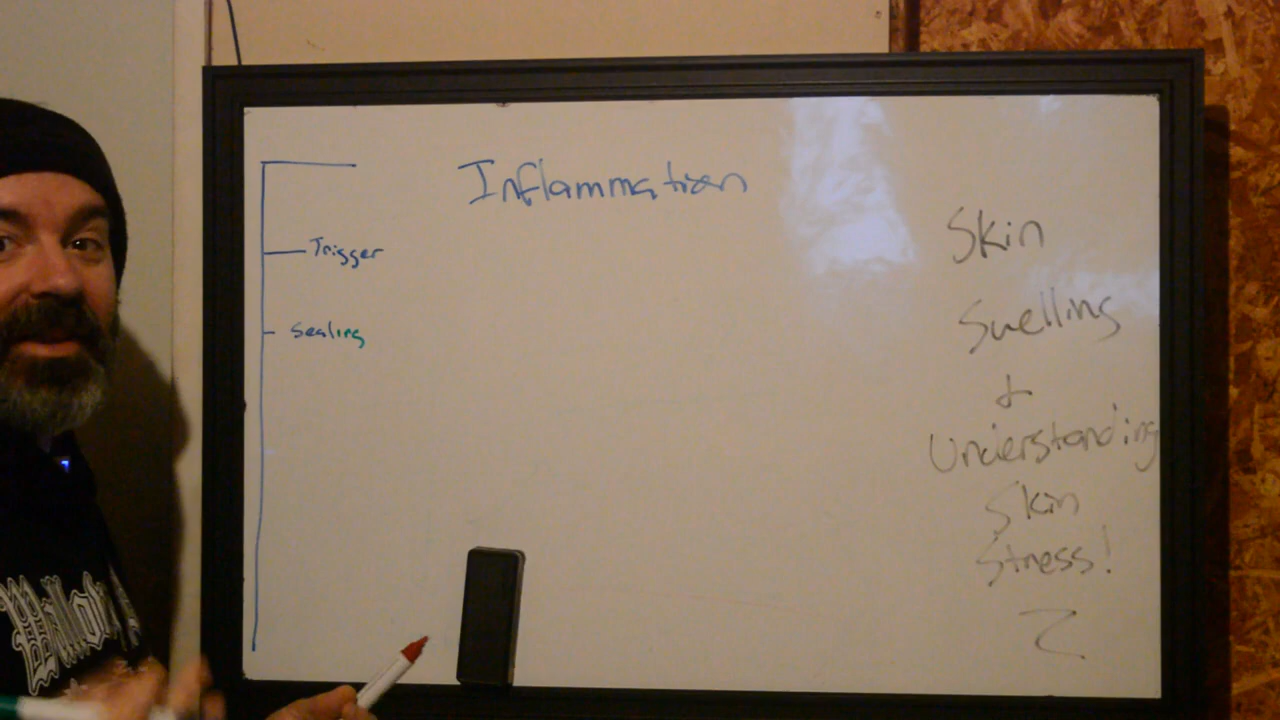 Inflammation
Trigger
Sealing
Skin
Swelling
&
Understanding
Skin
Stress!